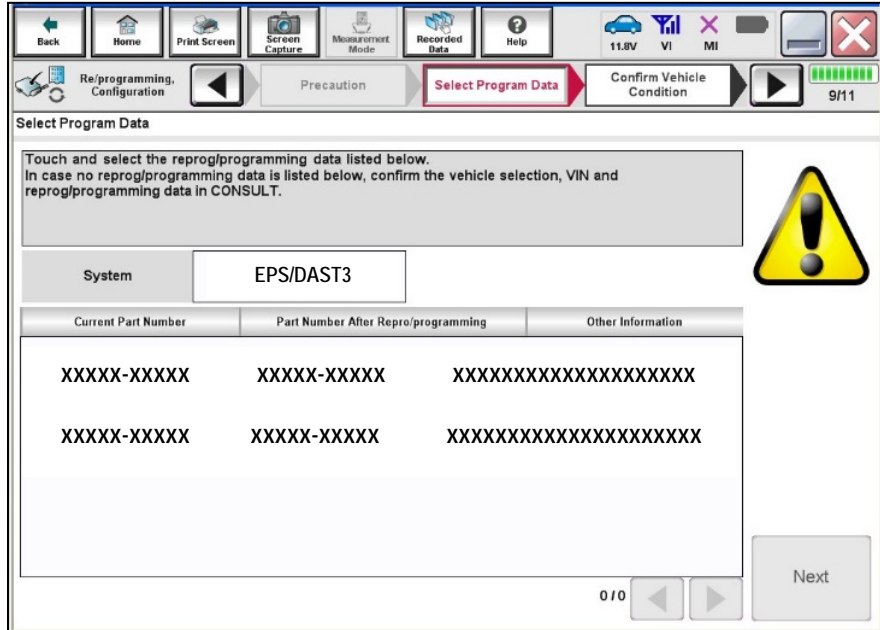 Back
Home
Print Screen
Screen Capture
Measurement Mode
Recorded Data
Help
11.8V
VI
MI
Re/programming, Configuration
Precaution
Select Program Data
Confirm Vehicle Condition
9/11
Select Program Data
Touch and select the reprog/programming data listed below.
In case no reprog/programming data is listed below, confirm the vehicle selection, VIN and
reprog/programming data in CONSULT.
System
EPS/DAST3
Current Part Number
Part Number After Repro/programming
Other Information
XXXXX-XXXXX XXXXX-XXXXX XXXXXXXXXXXXXXXXXXXX
XXXXX-XXXXX XXXXX-XXXXX XXXXXXXXXXXXXXXXXXXXX
0/0
Next